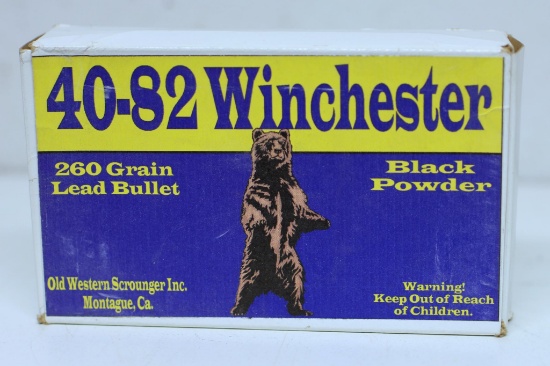 40-82 Winchester
260 Grain
Lead Bullet
Black
Powder
Old Western Scrounger Inc.
Montague, Ca.
Warning!
Keep Out of Reach
of Children.